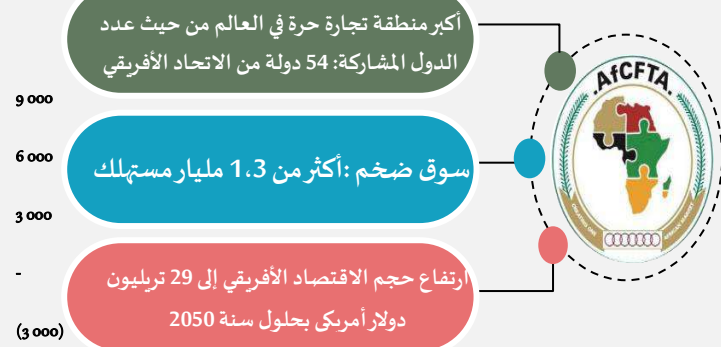 أكبر منطقة تجارة حرة في العالم من حيث عدد
الدول المشاركة: 54 دولة من الاتحاد الأفريقي
سوق ضخم :أكثر من 1،3 مليار مستهلك
ارتفاع حجم الاقتصاد الأفريقي إلى 29 تريليون
دولار أمريكى بحلول سنة 2050
9 000
6 000
3 000
-
(3 000)
AfCFTA